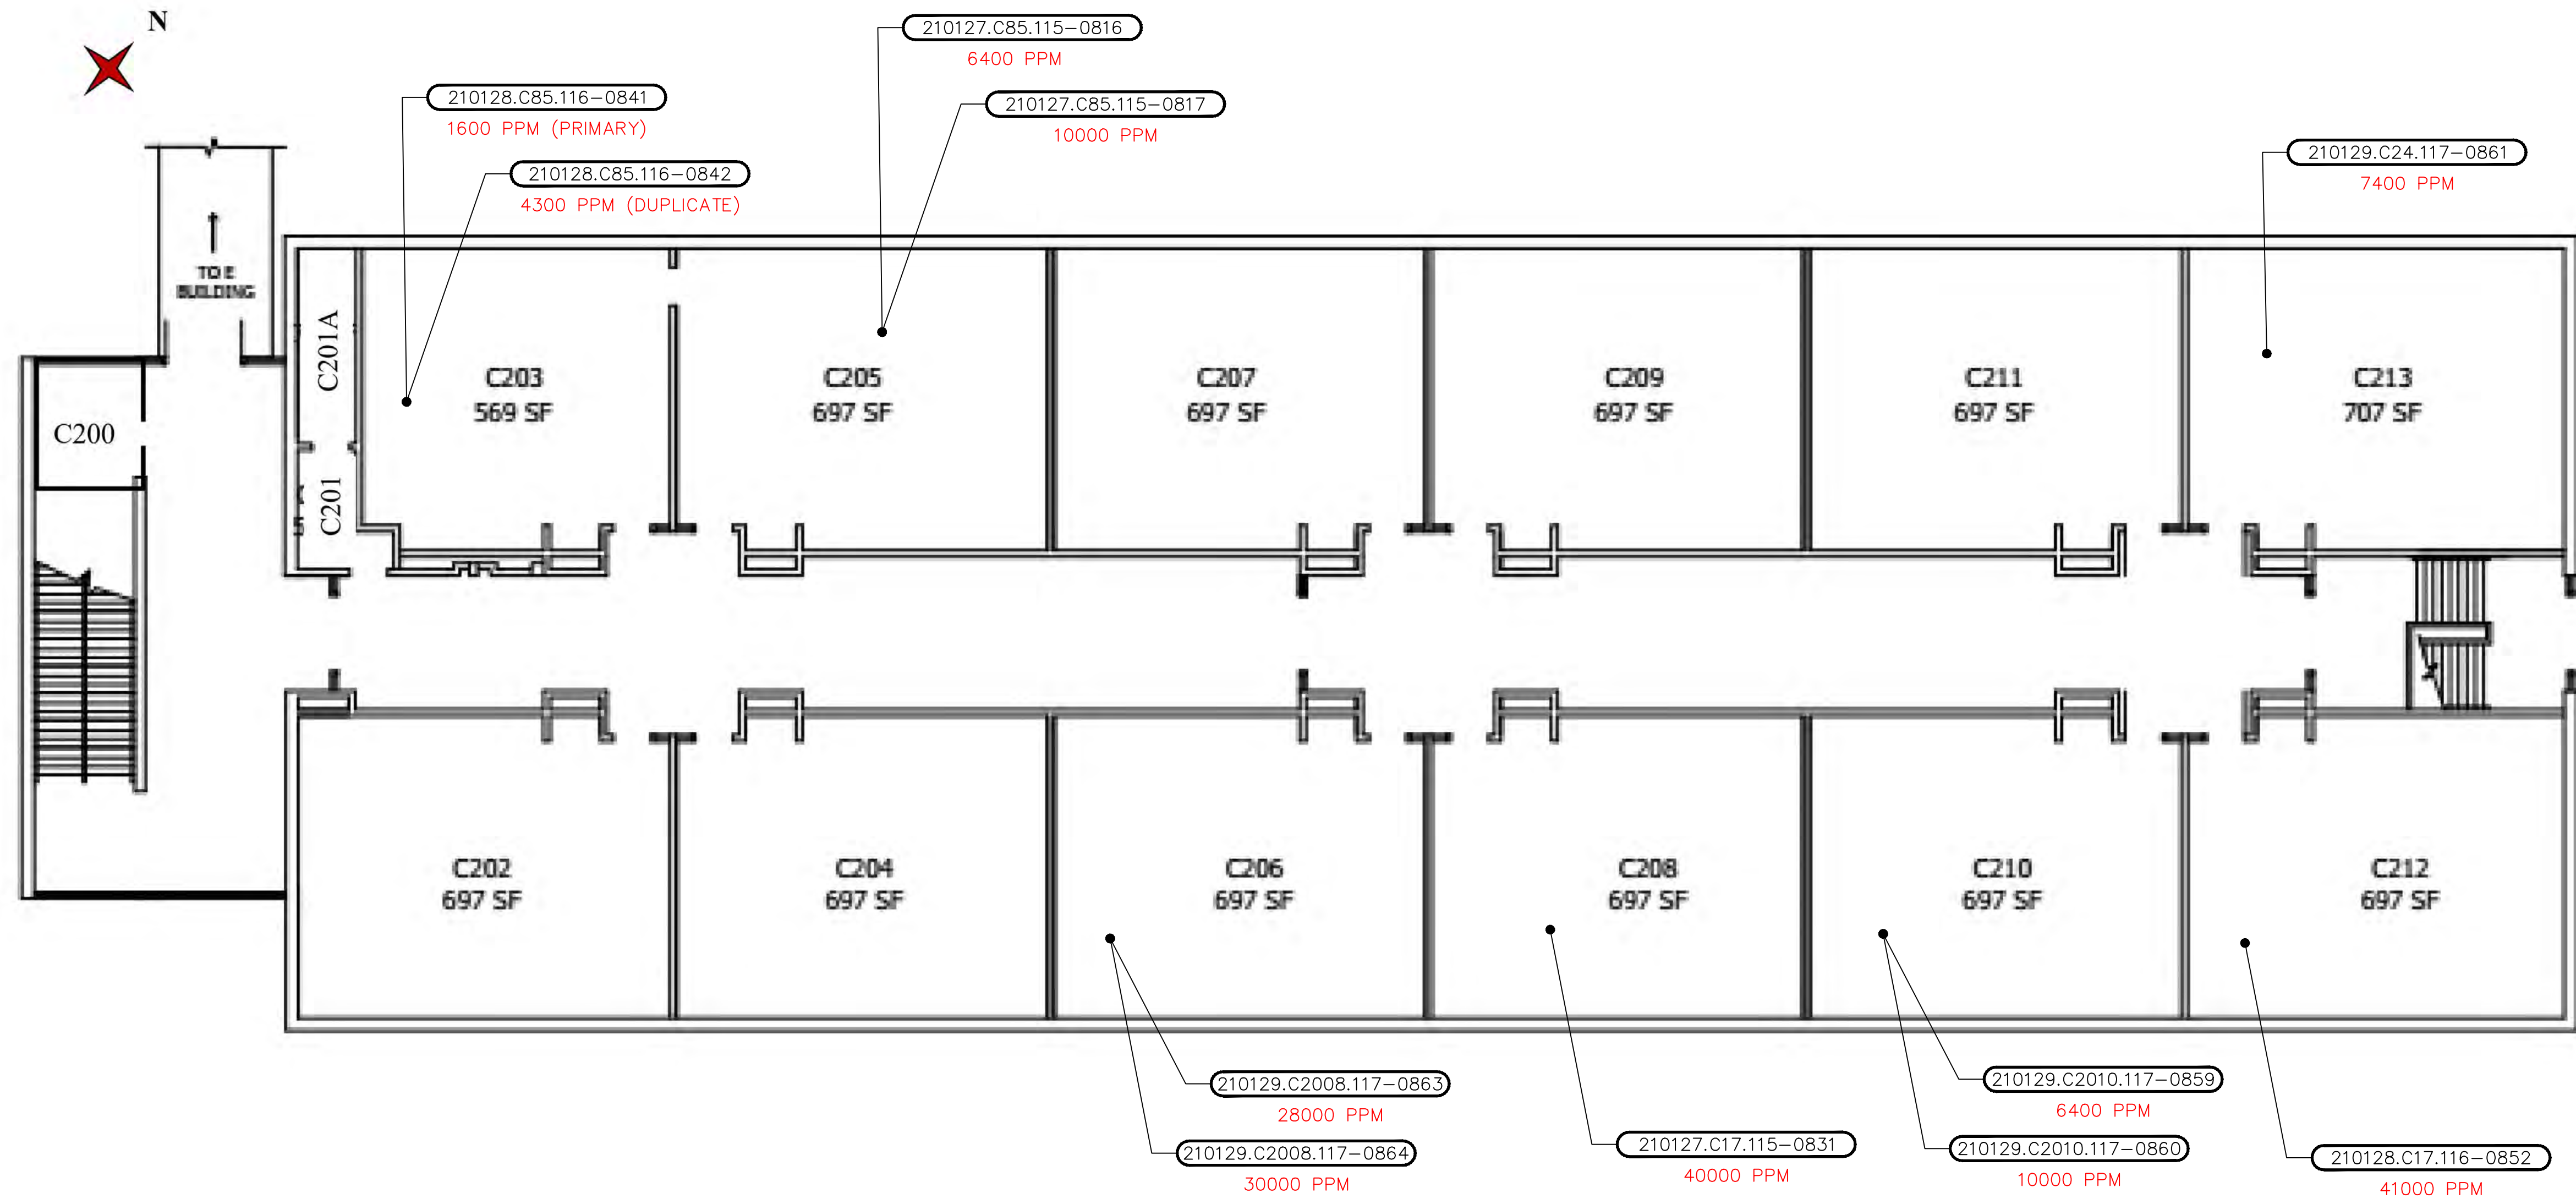 N
210127.C85.115-0816
6400 PPM
210128.C85.116-0841
1600 PPM (PRIMARY)
210127.C85.115-0817
10000 PPM
210128.C85.116-0842
4300 PPM (DUPLICATE)
210129.C24.117-0861
7400 PPM
TO E
BUILDING
C201A
C201
C200
C203
569 SF
C205
697 SF
C207
697 SF
C209
697 SF
C211
697 SF
C213
707 SF
C202
697 SF
C204
697 SF
C206
697 SF
C208
697 SF
C210
697 SF
C212
697 SF
210129.C2008.117-0863
28000 PPM
210129.C2008.117-0864
30000 PPM
210127.C17.115-0831
40000 PPM
210129.C2010.117-0859
6400 PPM
210129.C2010.117-0860
10000 PPM
210128.C17.116-0852
41000 PPM